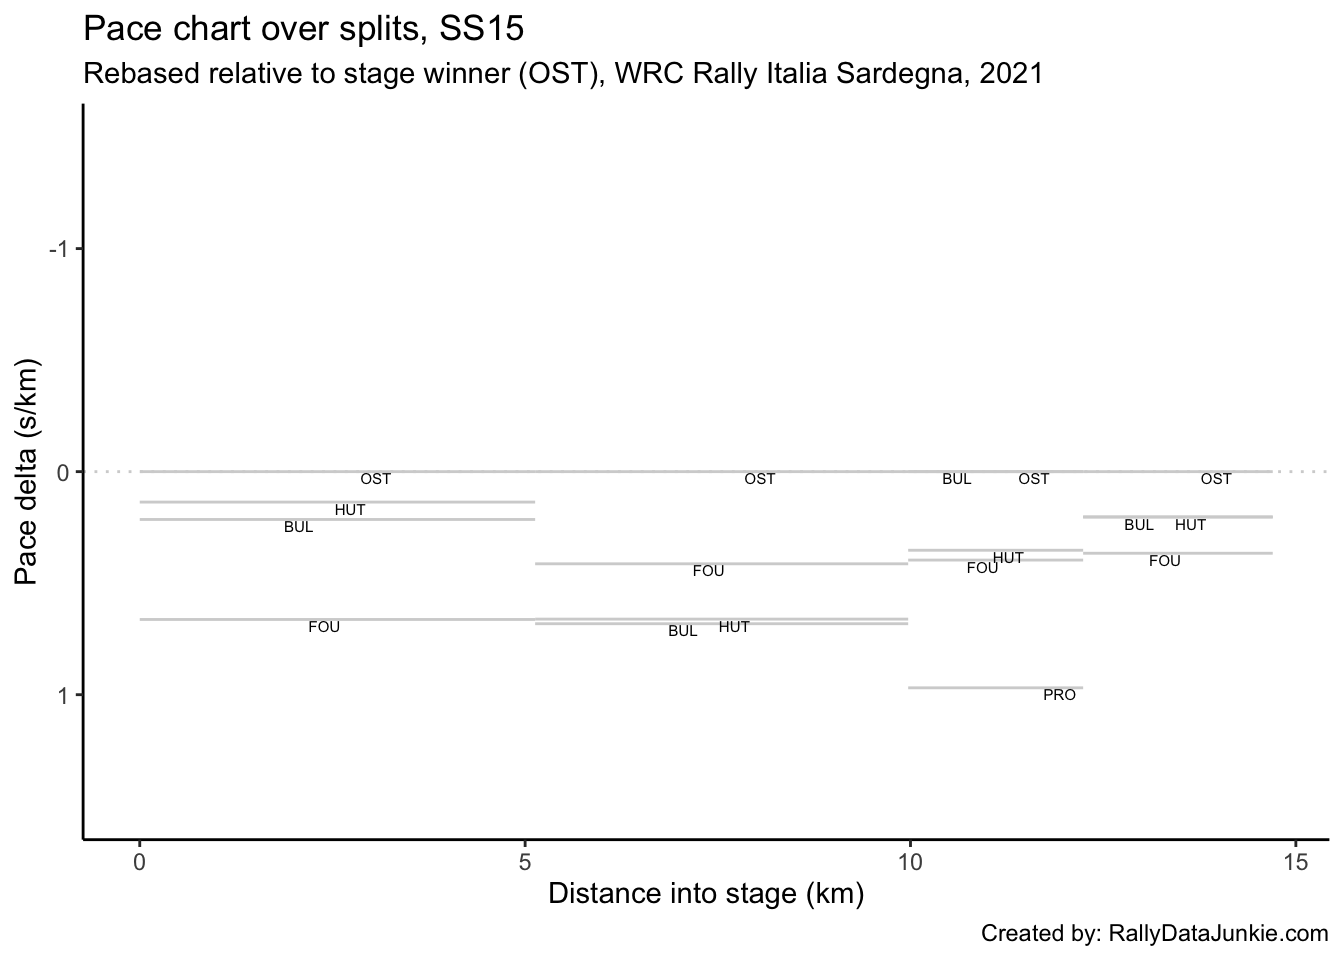 Pace chart over splits, SS15
Rebased relative to stage winner (OST), WRC Rally Italia Sardegna, 2021
Pace delta (s/km)
-1
0
1
OST OST BUL OST OST
HUT
BUL
BUL HUT
HUT
FOU
FOU
FOU
FOU
HUT
BUL
PRO
0 5 10 15
Distance into stage (km)
Created by: RallyDataJunkie.com